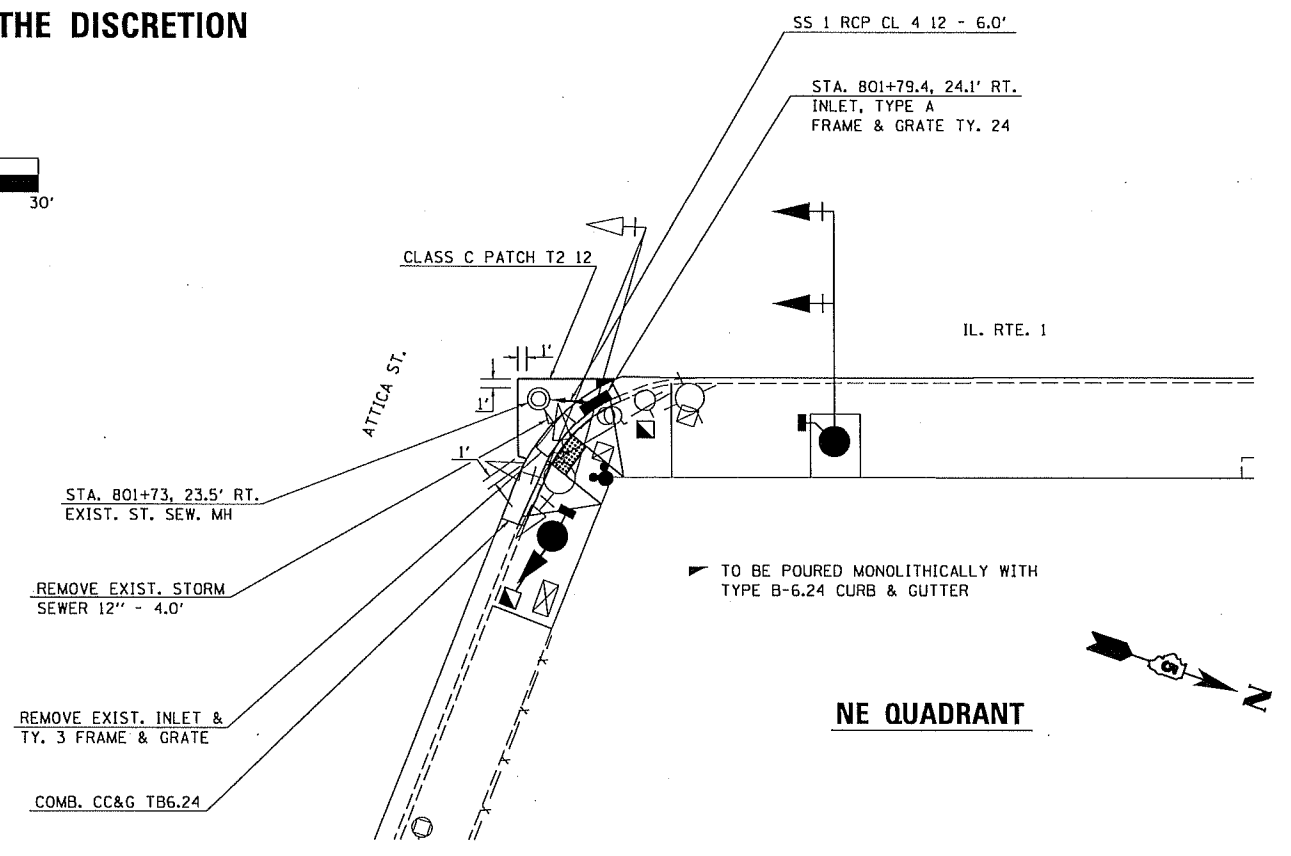 THE DISCRETION
SS 1 RCP CL 4 12 - 6.0'
STA. 801+79.4, 24.1' RT.
INLET, TYPE A
FRAME & GRATE TY. 24
30'
CLASS C PATCH T2 12
IL. RTE. 1
ATTICA ST.
1'
1'
1'
STA. 801+73, 23.5' RT.
EXIST. ST. SEW. MH
REMOVE EXIST. STORM
SEWER 12" - 4.0'
TO BE POURED MONOLITHICALLY WITH
TYPE B-6.24 CURB & GUTTER
REMOVE EXIST. INLET &
TY. 3 FRAME & GRATE
NE QUADRANT
N
COMB. CC&G TB6.24